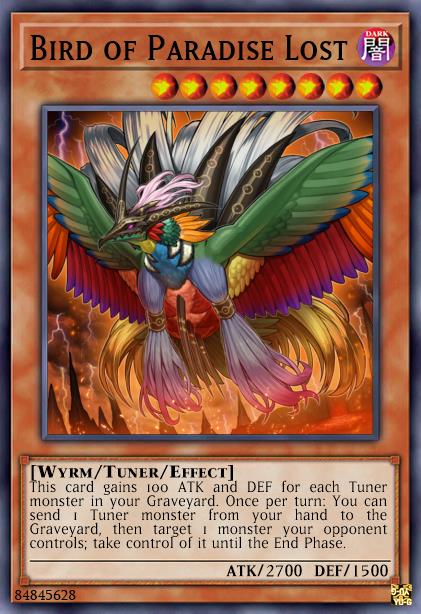 Bird of Paradise Lost
DARK
闇
[Wyrm/Tuner/Effect]
This card gains 100 ATK and DEF for each Tuner
monster in your Graveyard. Once per turn: You can
send 1 Tuner monster from your hand to the
Graveyard, then target 1 monster your opponent
controls; take control of it until the End Phase.
ATK/2700 DEF/1500
84845628